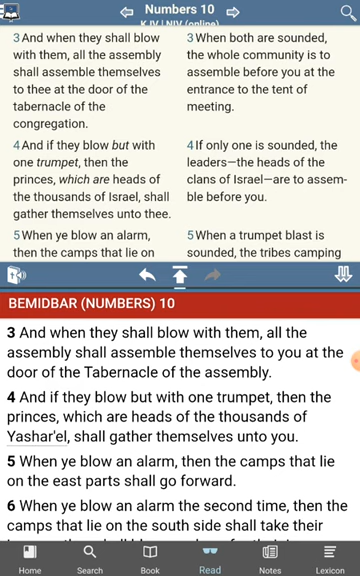 Numbers 10
KJV | NIV (online)
3 And when they shall blow
with them, all the assembly
shall assemble themselves
to thee at the door of the
tabernacle of the
congregation.
4 And if they blow but with
one trumpet, then the
princes, which are heads of
the thousands of Israel, shall
gather themselves unto thee.
5 When ye blow an alarm,
then the camps that lie on
3 When both are sounded,
the whole community is to
assemble before you at the
entrance to the tent of
meeting.
4 If only one is sounded, the
leaders—the heads of the
clans of Israel—are to assem-
ble before you.
5 When a trumpet blast is
sounded, the tribes camping
BEMIDBAR (NUMBERS) 10
3 And when they shall blow with them, all the
assembly shall assemble themselves to you at the
door of the Tabernacle of the assembly.
4 And if they blow but with one trumpet, then the
princes, which are heads of the thousands of
Yashar'el, shall gather themselves unto you.
5 When ye blow an alarm, then the camps that lie
on the east parts shall go forward.
6 When ye blow an alarm the second time, then the
camps that lie on the south side shall take their
Home
Search
Book
Read
Notes
Lexicon